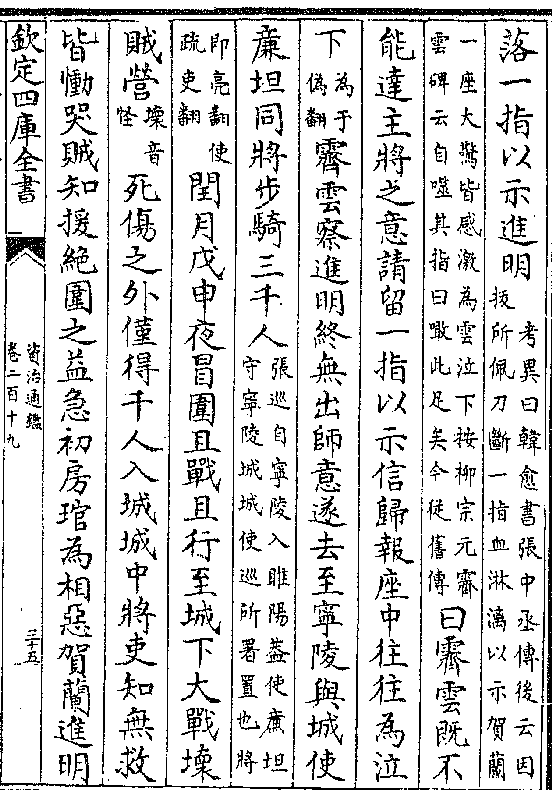 落一指以示進明考異曰韓愈書張中丞傳後云因拔所佩刀斷一指血淋漓以示賀蘭
一座大驚皆感激為雲泣下按柳宗元霽雲碑云自噬其指曰噉此足矣今從舊傳曰霽雲既不
能達主將之意請留一指以示信歸報座中往往為泣
下為于偽翻霽雲察進明終無出師意遂去至寧陵與城使
廉坦同將步騎三千人張巡自寧陵入睢陽葢使廉坦守寧陵城城使巡所署置也將
即亮翻使疏吏翻閏月戊申夜冒圍且戰且行至城下大戰壞
賊營壞音怪死傷之外僅得千人入城城中將吏知無救
皆慟哭賊知援絕圍之益急初房琯為相惡賀蘭進明
欽定四庫全書
資治通鑑
卷二百十九
三十五